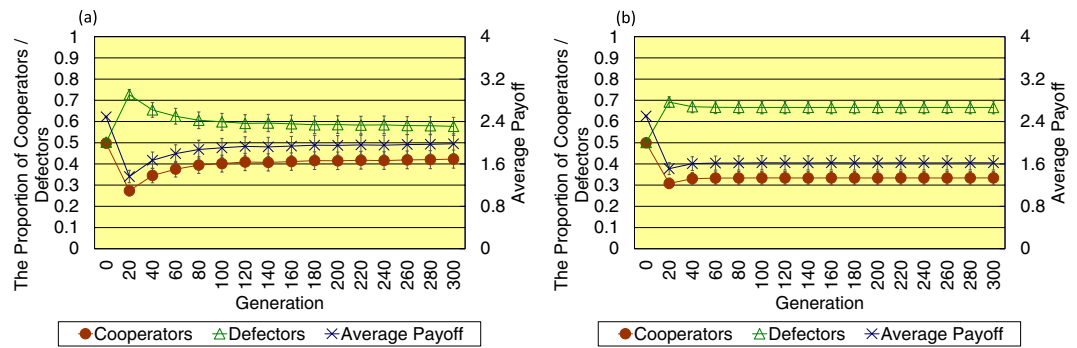 (a)
The Proportion of Cooperators /
Defectors
1
0.9
0.8
0.7
0.6
0.5
0.4
0.3
0.2
0.1
0
4
3.2
2.4
1.6
0.8
0
Average Payoff
0 20 40 60 80 100 120 140 160 180 200 220 240 260 280 300
Generation
Cooperators Defectors Average Payoff
(b)
The Proportion of Cooperators /
Defectors
1
0.9
0.8
0.7
0.6
0.5
0.4
0.3
0.2
0.1
0
4
3.2
2.4
1.6
0.8
0
Average Payoff
0 20 40 60 80 100 120 140 160 180 200 220 240 260 280 300
Generation
Cooperators Defectors Average Payoff